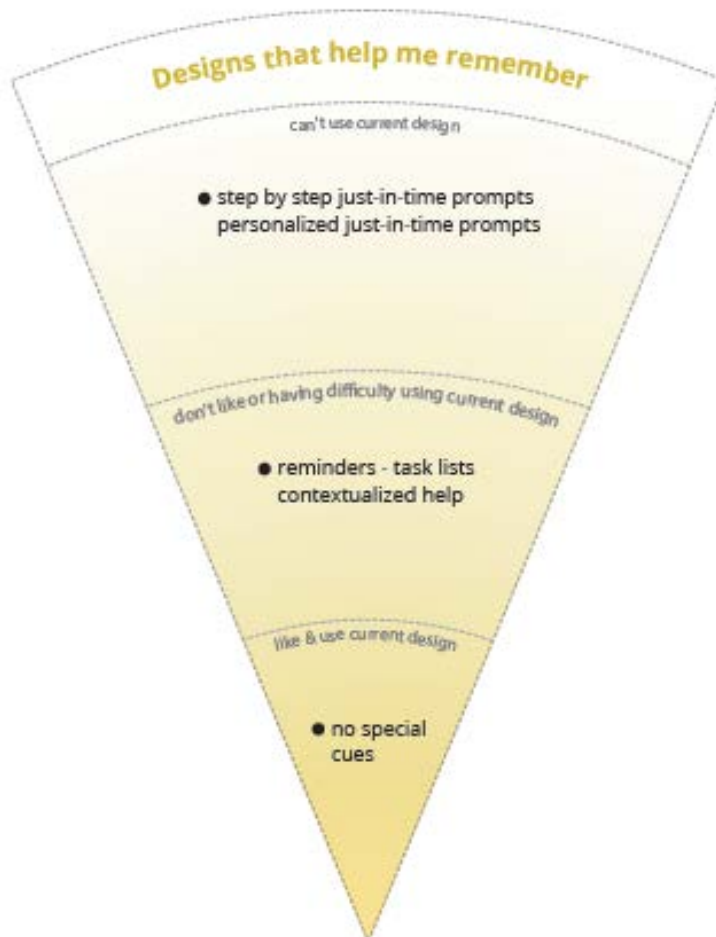 Designs that help me remember
can't use current design
● step by step just-in-time prompts
personalized just-in-time prompts
don't like or having difficulty using current design
● reminders - task lists
contextualized help
like & use current design
● no special
cues